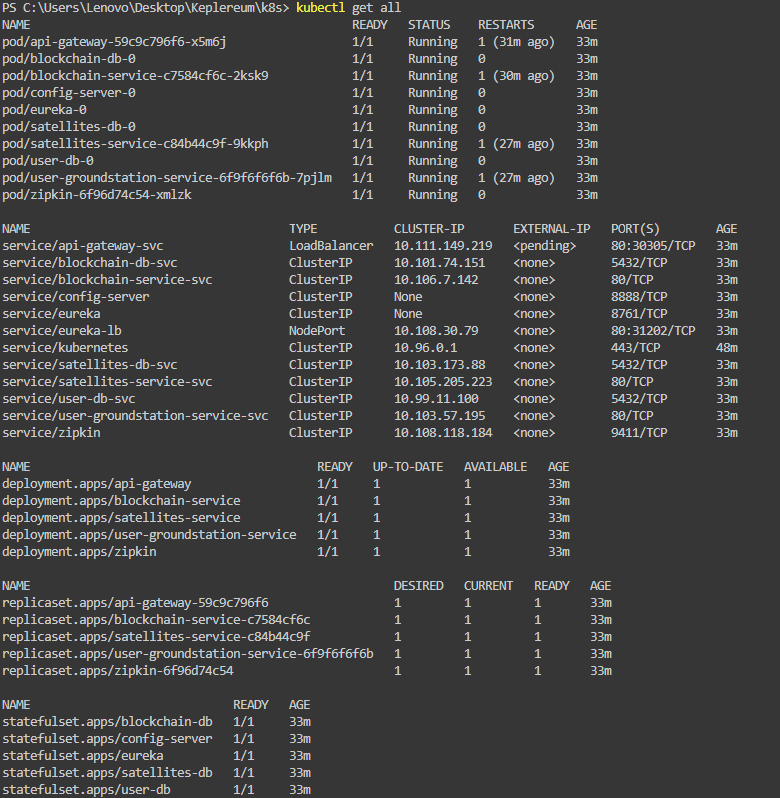 PS C:\Users\Lenovo\Desktop\Keplereum\k8s> kubectl get all
NAME READY STATUS RESTARTS AGE
pod/api-gateway-59c9c796f6-x5m6j 1/1 Running 1 (31m ago) 33m
pod/blockchain-db-0 1/1 Running 0 33m
pod/blockchain-service-c7584cf6c-2ksk9 1/1 Running 1 (30m ago) 33m
pod/config-server-0 1/1 Running 0 33m
pod/eureka-0 1/1 Running 0 33m
pod/satellites-db-0 1/1 Running 0 33m
pod/satellites-service-c84b44c9f-9kkph 1/1 Running 1 (27m ago) 33m
pod/user-db-0 1/1 Running 0 33m
pod/user-groundstation-service-6f9f6f6f6b-7pjlm 1/1 Running 1 (27m ago) 33m
pod/zipkin-6f96d74c54-xmlzk 1/1 Running 0 33m
NAME TYPE CLUSTER-IP EXTERNAL-IP PORT(S) AGE
service/api-gateway-svc LoadBalancer 10.111.149.219 <pending> 80:30305/TCP 33m
service/blockchain-db-svc ClusterIP 10.101.74.151 <none> 5432/TCP 33m
service/blockchain-service-svc ClusterIP 10.106.7.142 <none> 80/TCP 33m
service/config-server ClusterIP None <none> 8888/TCP 33m
service/eureka ClusterIP None <none> 8761/TCP 33m
service/eureka-lb NodePort 10.108.30.79 <none> 80:31202/TCP 33m
service/kubernetes ClusterIP 10.96.0.1 <none> 443/TCP 48m
service/satellites-db-svc ClusterIP 10.103.173.88 <none> 5432/TCP 33m
service/satellites-service-svc ClusterIP 10.105.205.223 <none> 80/TCP 33m
service/user-db-svc ClusterIP 10.99.11.100 <none> 5432/TCP 33m
service/user-groundstation-service-svc ClusterIP 10.103.57.195 <none> 80/TCP 33m
service/zipkin ClusterIP 10.108.118.184 <none> 9411/TCP 33m
NAME READY UP-TO-DATE AVAILABLE AGE
deployment.apps/api-gateway 1/1 1 1 33m
deployment.apps/blockchain-service 1/1 1 1 33m
deployment.apps/satellites-service 1/1 1 1 33m
deployment.apps/user-groundstation-service 1/1 1 1 33m
deployment.apps/zipkin 1/1 1 1 33m
NAME DESIRED CURRENT READY AGE
replicaset.apps/api-gateway-59c9c796f6 1 1 1 33m
replicaset.apps/blockchain-service-c7584cf6c 1 1 1 33m
replicaset.apps/satellites-service-c84b44c9f 1 1 1 33m
replicaset.apps/user-groundstation-service-6f9f6f6f6b 1 1 1 33m
replicaset.apps/zipkin-6f96d74c54 1 1 1 33m
NAME READY AGE
statefulset.apps/blockchain-db 1/1 33m
statefulset.apps/config-server 1/1 33m
statefulset.apps/eureka 1/1 33m
statefulset.apps/satellites-db 1/1 33m
statefulset.apps/user-db 1/1 33m